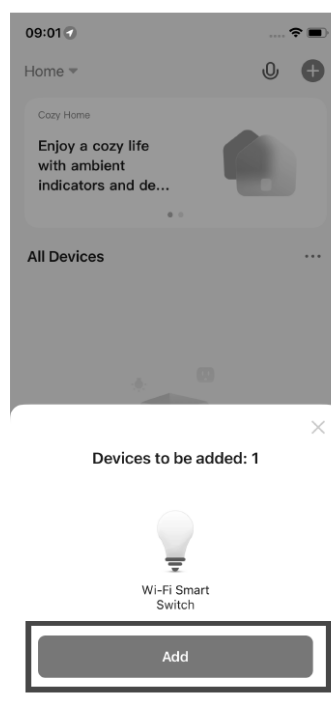 09:01
Home
Cozy Home
Enjoy a cozy life
with ambient
indicators and de...
All Devices
Devices to be added: 1
Wi-Fi Smart
Switch
Add